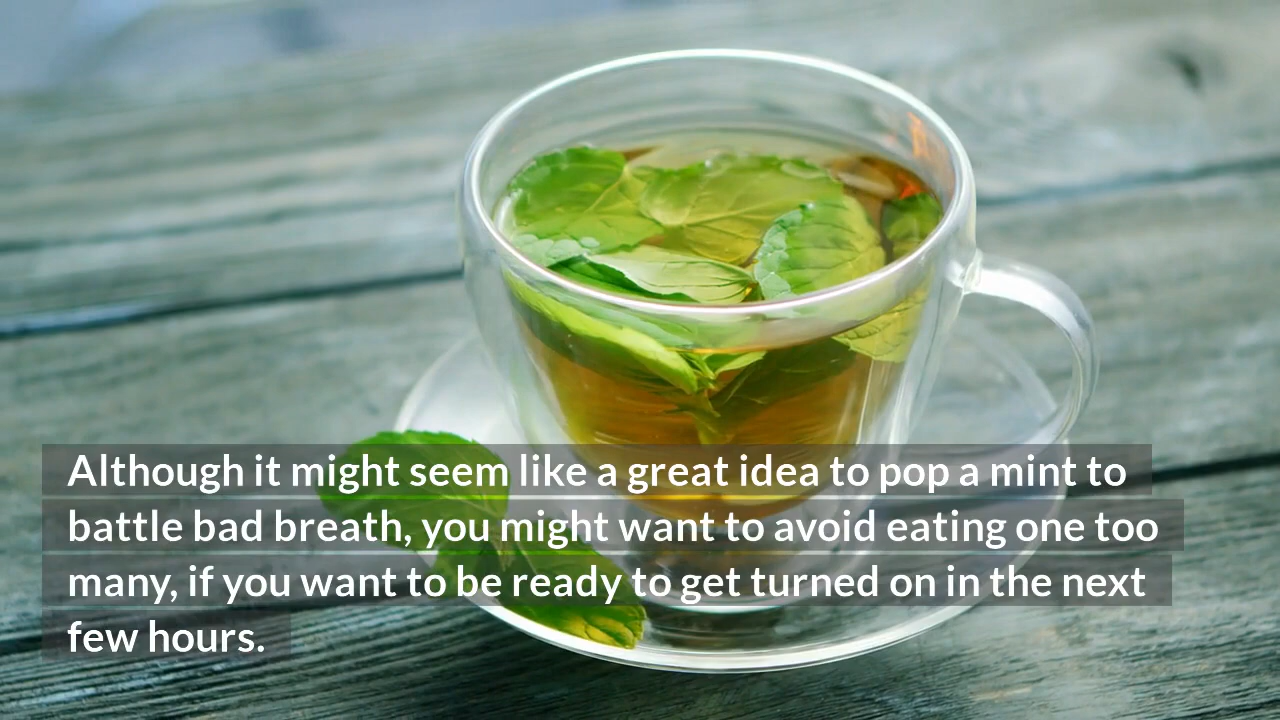 Although it might seem like a great idea to pop a mint to
battle bad breath, you might want to avoid eating one too
many, if you want to be ready to get turned on in the next
few hours.